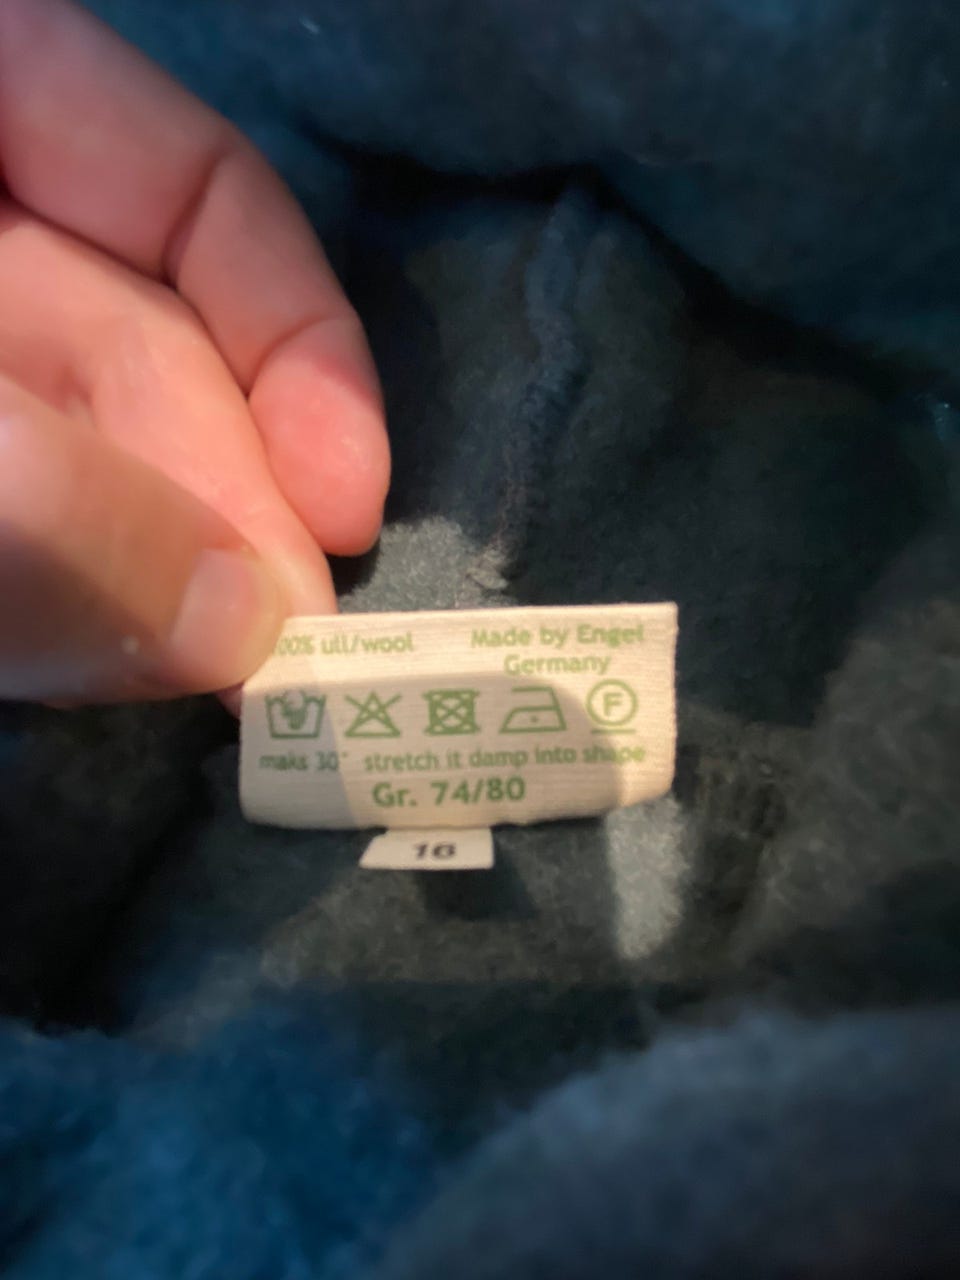 100% ull/wool
Made by Engel
Germany
F
maks 30° stretch it damp into shape
Gr. 74/80
16